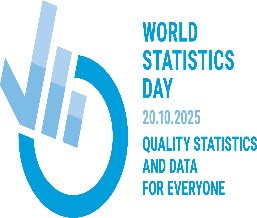 WORLD
STATISTICS
DAY
20.10.2025
QUALITY STATISTICS
AND DATA
FOR EVERYONE